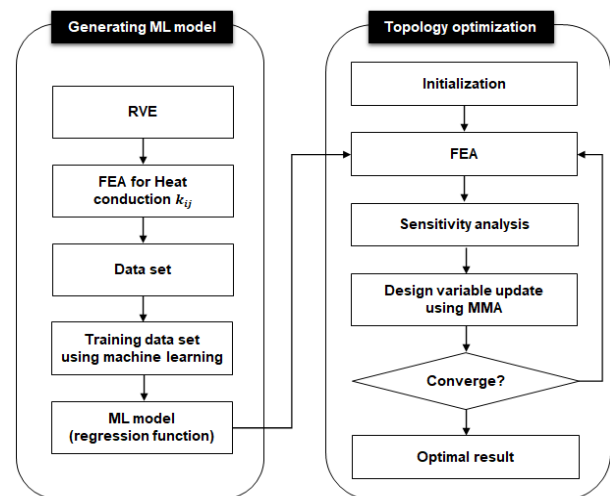 Generating ML model
RVE
FEA for Heat
conduction k_ij
Data set
Training data set
using machine learning
ML model
(regression function)
Topology optimization
Initialization
FEA
Sensitivity analysis
Design variable update
using MMA
Converge?
Optimal result